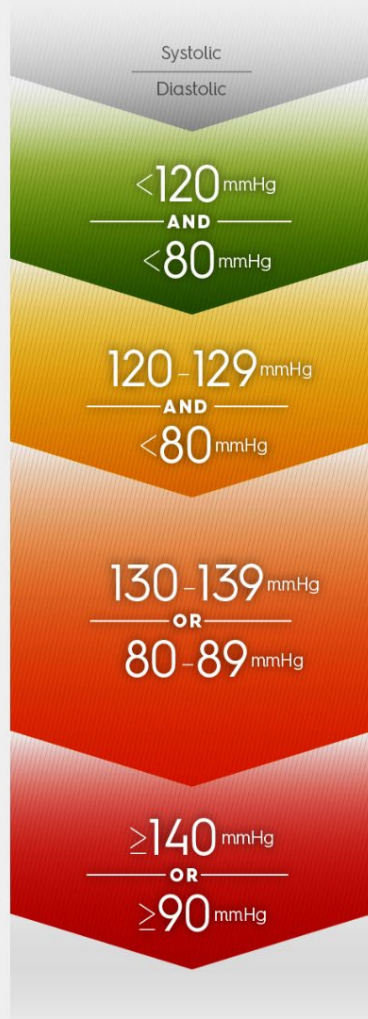 Systolic
Diastolic
<120 mmHg
AND
<80 mmHg
120-129 mmHg
AND
<80 mmHg
130-139 mmHg
OR
80-89 mmHg
≥140 mmHg
OR
≥90 mmHg